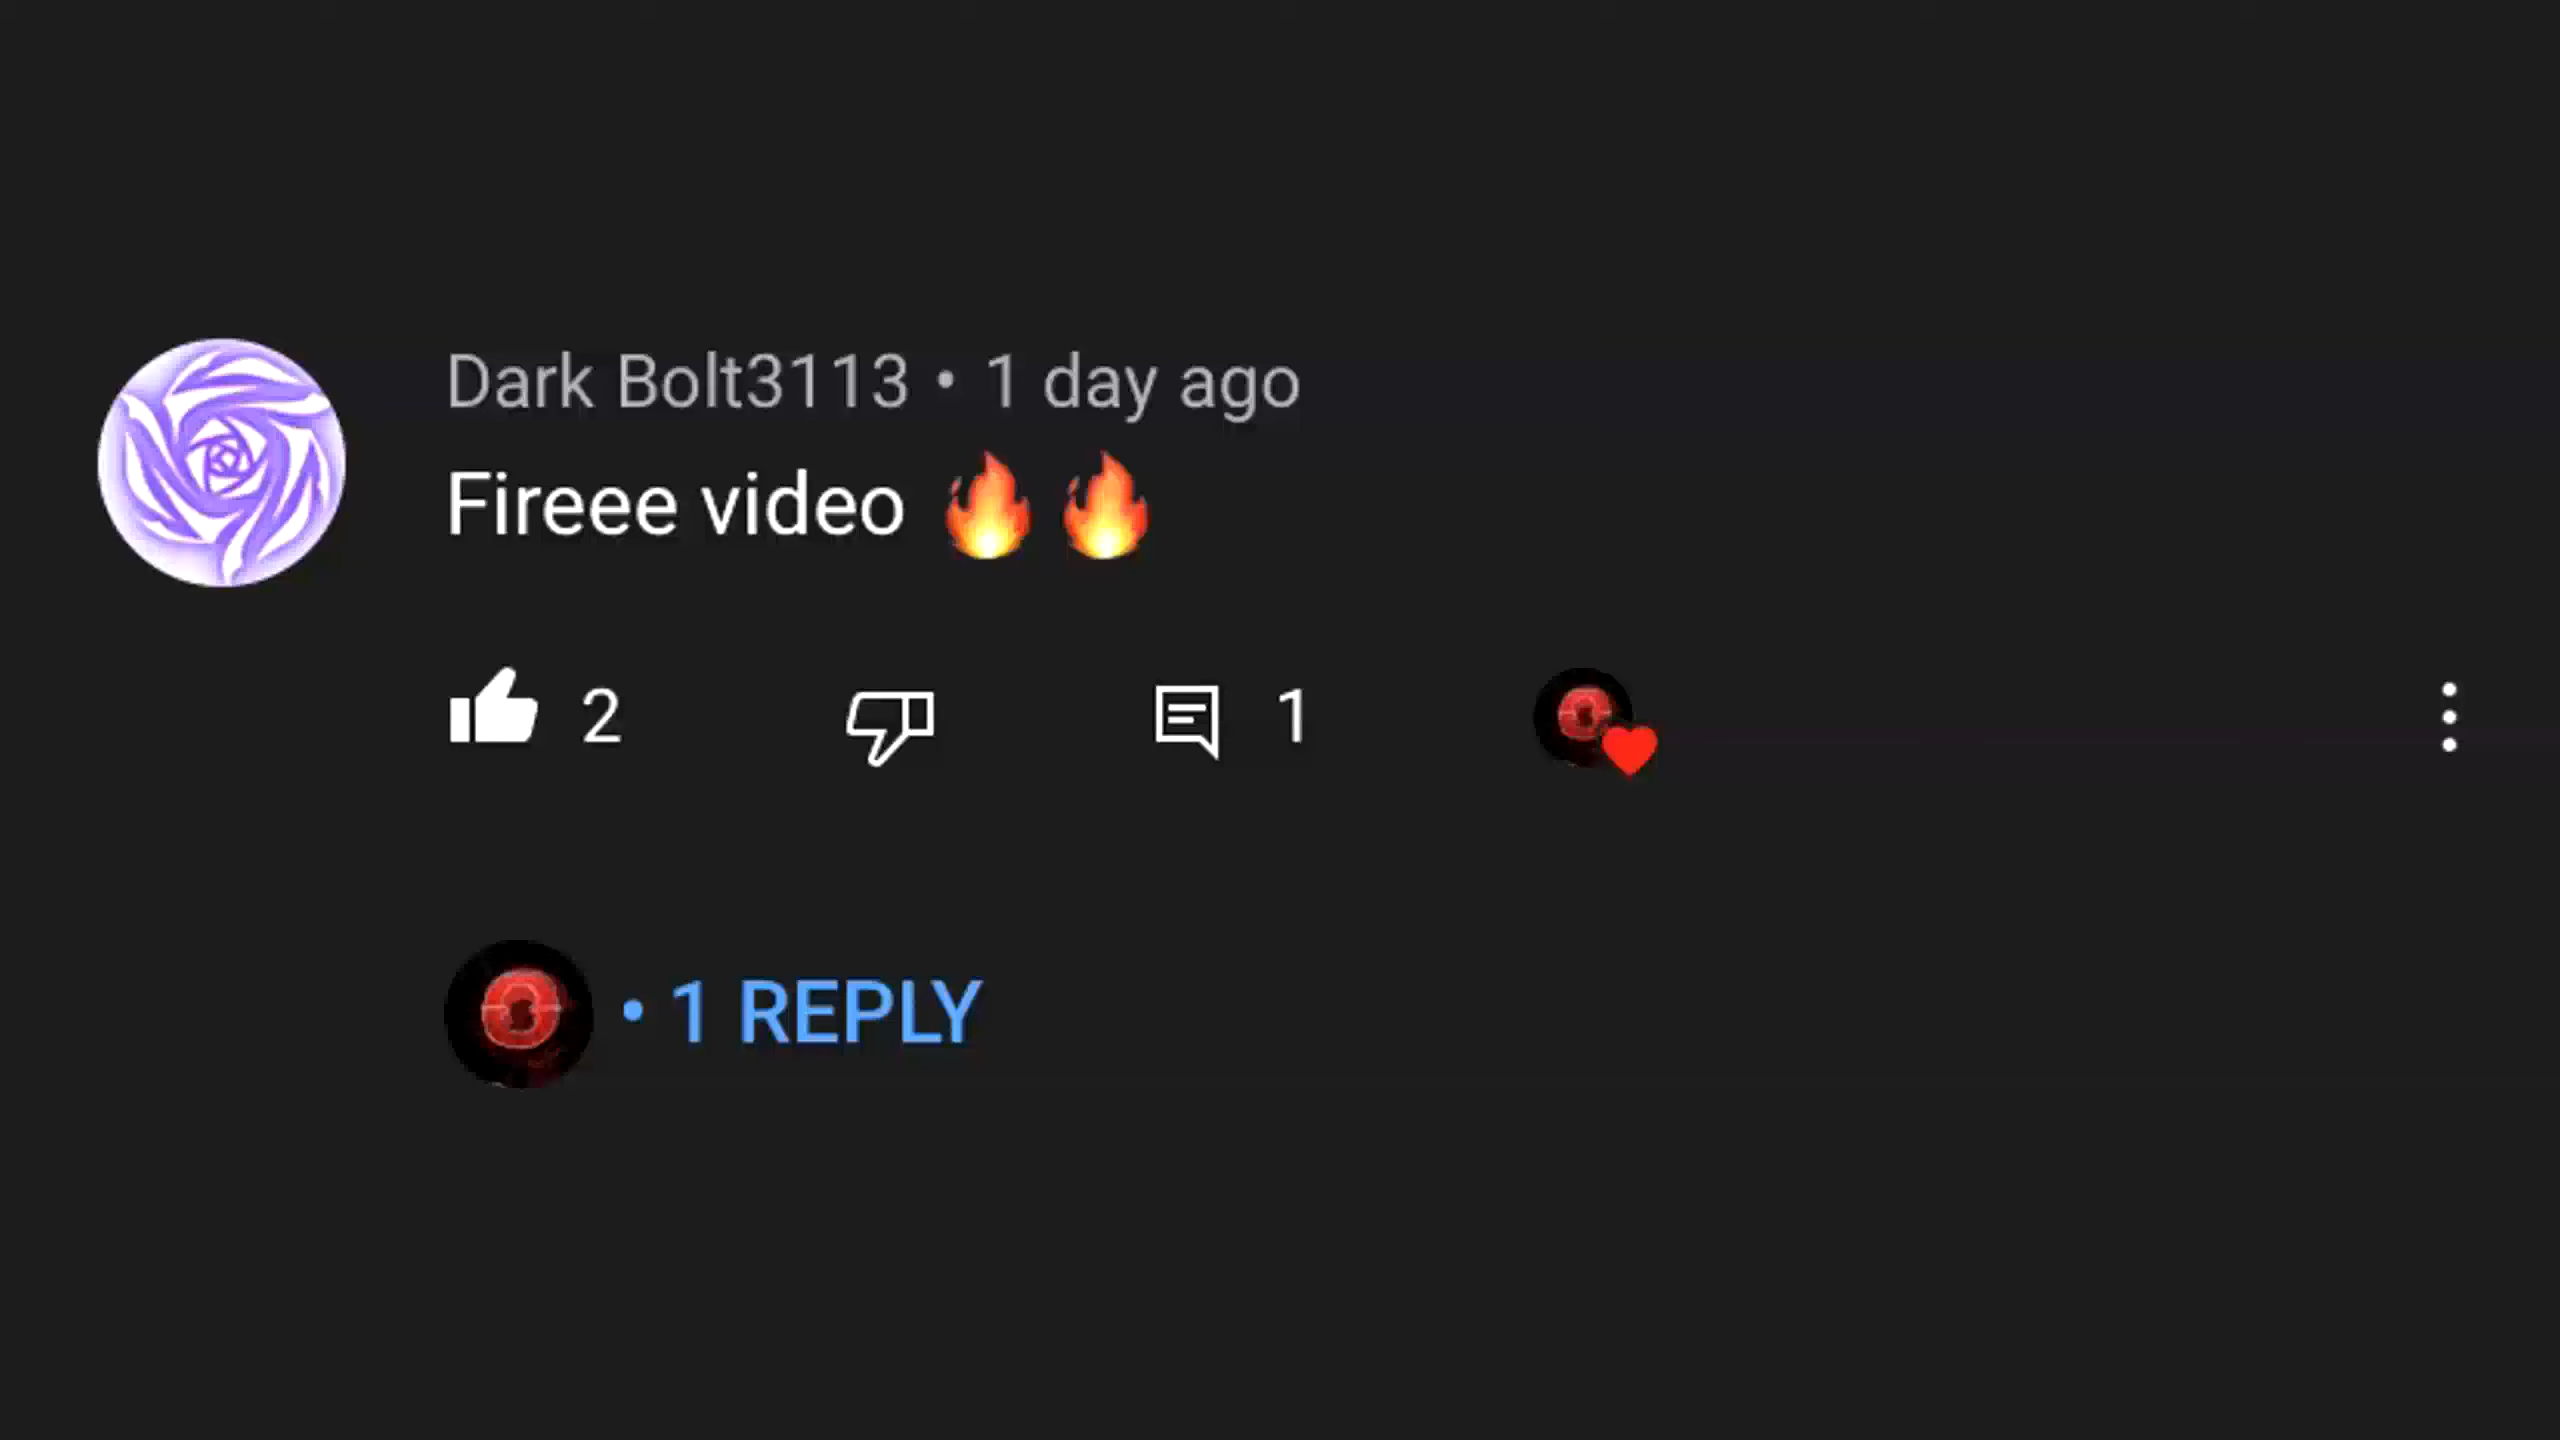 Dark Bolt3113 • 1 day ago
Fireee video 🔥 🔥
2 1
• 1 REPLY